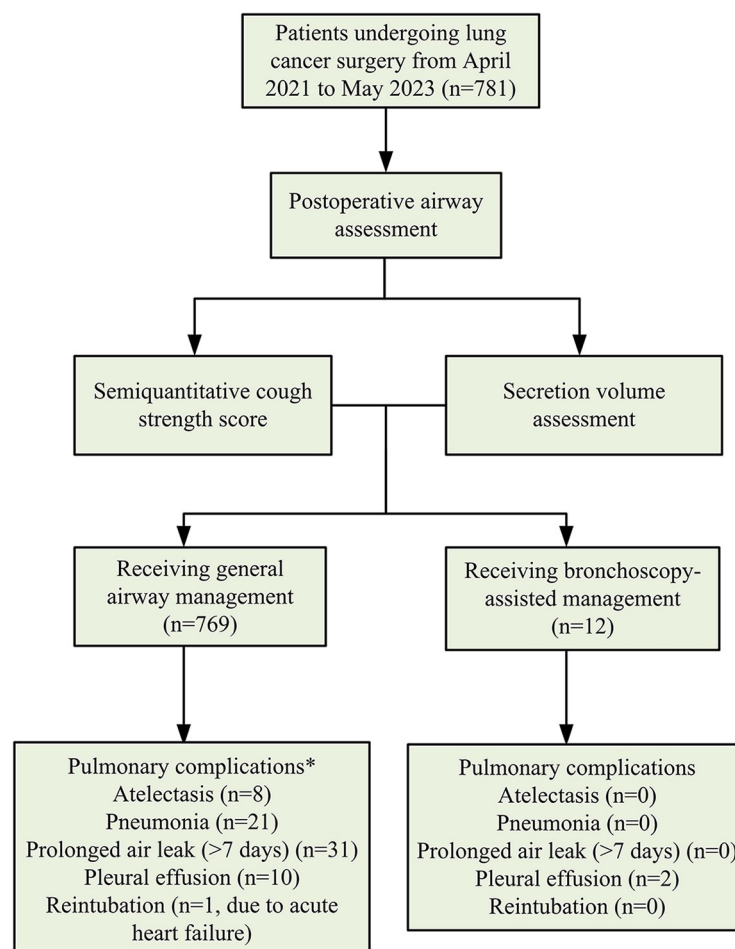 Patients undergoing lung
cancer surgery from April
2021 to May 2023 (n=781)
Postoperative airway
assessment
Semiquantitative cough
strength score
Secretion volume
assessment
Receiving general
airway management
(n=769)
Receiving bronchoscopy-
assisted management
(n=12)
Pulmonary complications*
Atelectasis (n=8)
Pneumonia (n=21)
Prolonged air leak (>7 days) (n=31)
Pleural effusion (n=10)
Reintubation (n=1, due to acute
heart failure)
Pulmonary complications
Atelectasis (n=0)
Pneumonia (n=0)
Prolonged air leak (>7 days) (n=0)
Pleural effusion (n=2)
Reintubation (n=0)